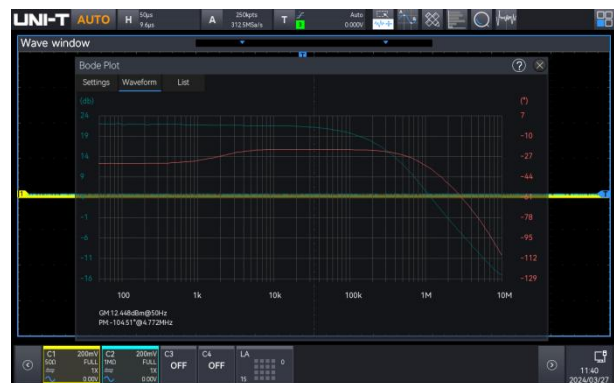 UNI-T AUTO H 50μs 9.6μs A 250kpts 312.5MSa/s T Auto 0.000V
Wave window
T
Bode Plot
Settings Waveform List
(db) (°)
24 7
19 -10
14 -27
9 -44
1 -61 T
-1 -78
-6 -95
-11 -112
-16 -129
100 1k 10k 100k 1M 10M
GM 12.448dBm@50Hz
PM -104.51°@4.772MHz
C1 200mV C2 200mV C3 C4 LA
50Ω FULL 1MΩ FULL OFF OFF 0
1X 1X
0.00V 0.00V 15
11:40
2024/03/27